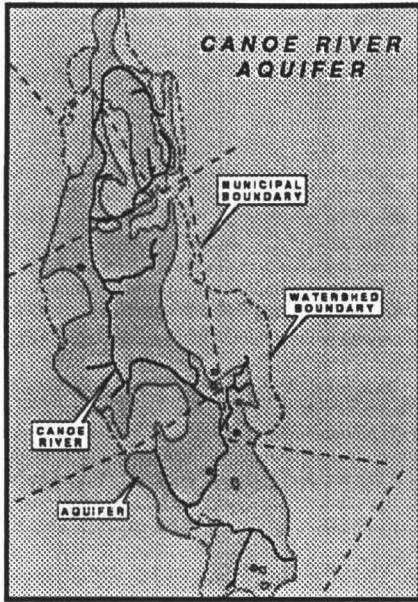 CANOE RIVER
AQUIFER
MUNICIPAL
BOUNDARY
WATERSHED
BOUNDARY
CANOE
RIVER
AQUIFER